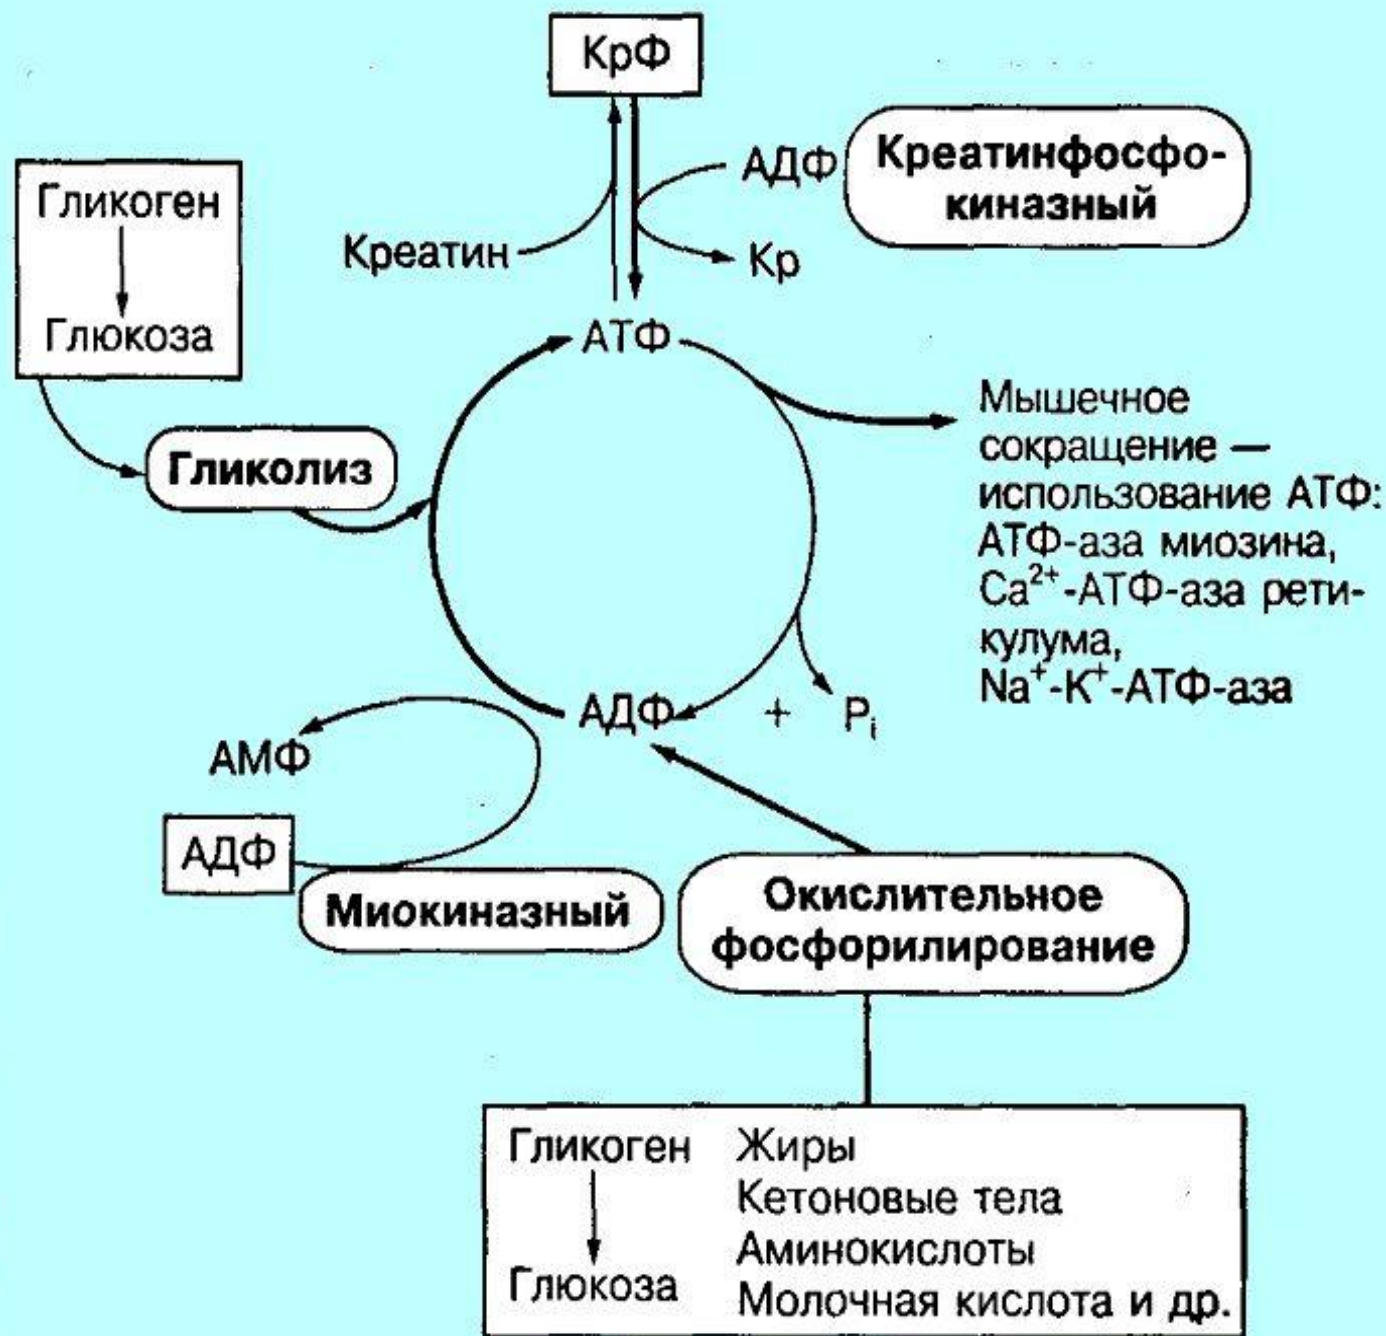 КрФ
АДФ
Креатинфосфо-
киназный
Гликоген
Глюкоза
Креатин
Кр
АТФ
Мышечное
сокращение —
использование АТФ:
АТФ-аза миозина,
Ca²⁺-АТФ-аза рети-
кулума,
Na⁺-K⁺-АТФ-аза
Гликолиз
АДФ + Pᵢ
АМФ
АДФ
Миокиназный
Окислительное
фосфорилирование
Гликоген Жиры
Кетоновые тела
Аминокислоты
Глюкоза Молочная кислота и др.